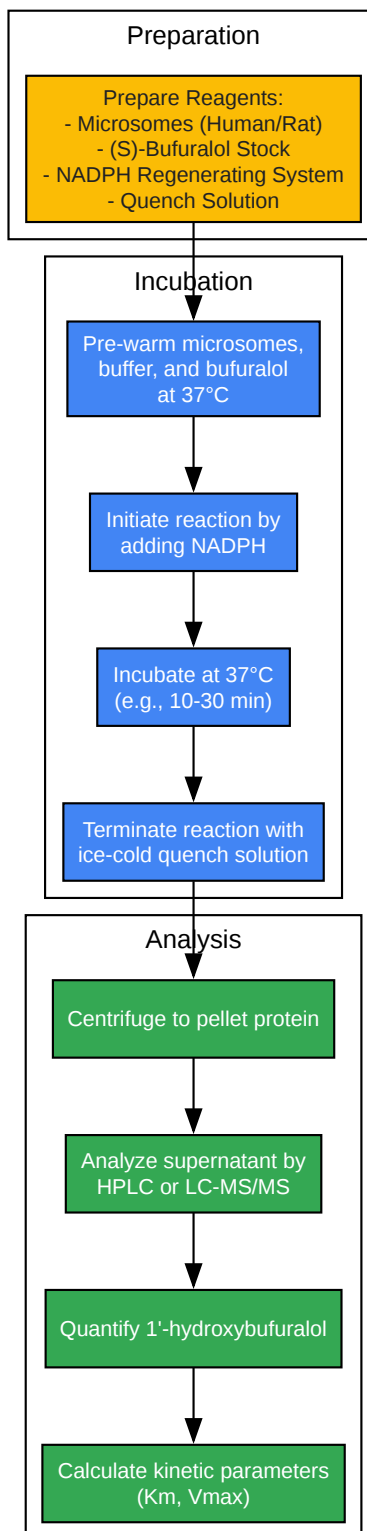 Preparation
Prepare Reagents:
- Microsomes (Human/Rat)
- (S)-Bufuralol Stock
- NADPH Regenerating System
- Quench Solution
Incubation
Pre-warm microsomes,
buffer, and bufuralol
at 37°C
Initiate reaction by
adding NADPH
Incubate at 37°C
(e.g., 10-30 min)
Terminate reaction with
ice-cold quench solution
Analysis
Centrifuge to pellet protein
Analyze supernatant by
HPLC or LC-MS/MS
Quantify 1'-hydroxybufuralol
Calculate kinetic parameters
(Km, Vmax)